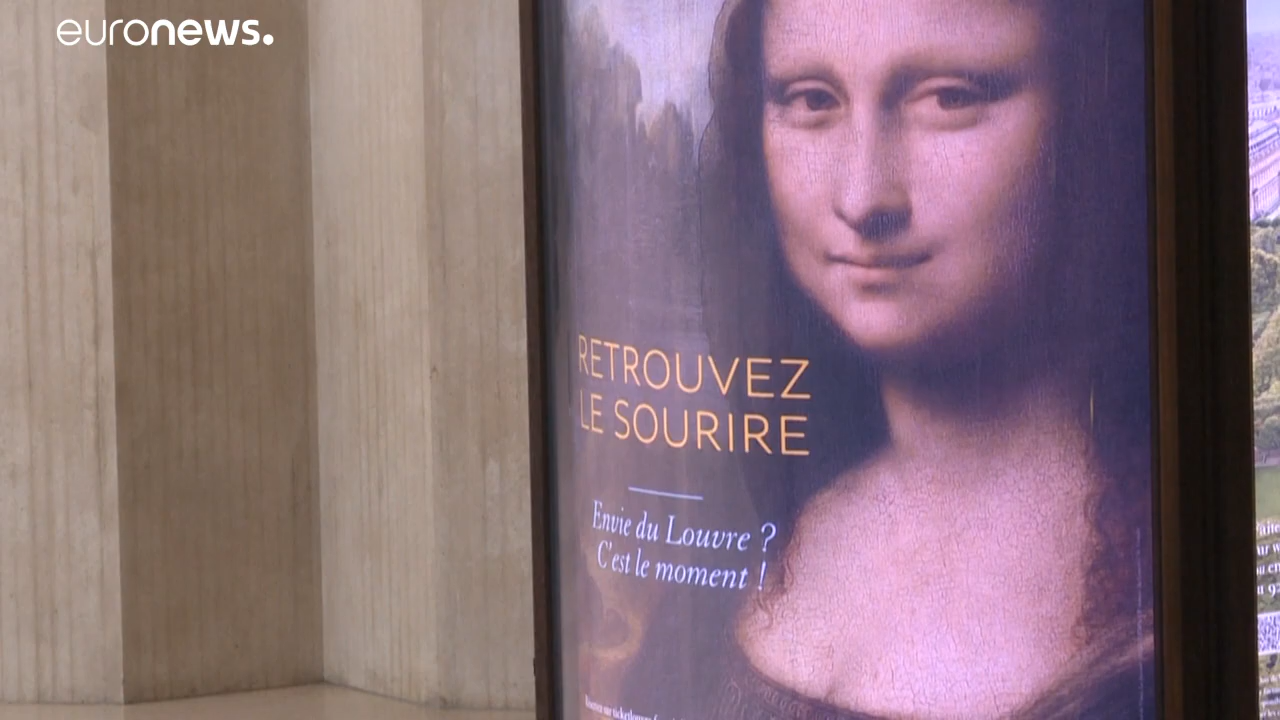 euronews.
RETROUVEZ
LE SOURIRE
Envie du Louvre ?
C'est le moment !